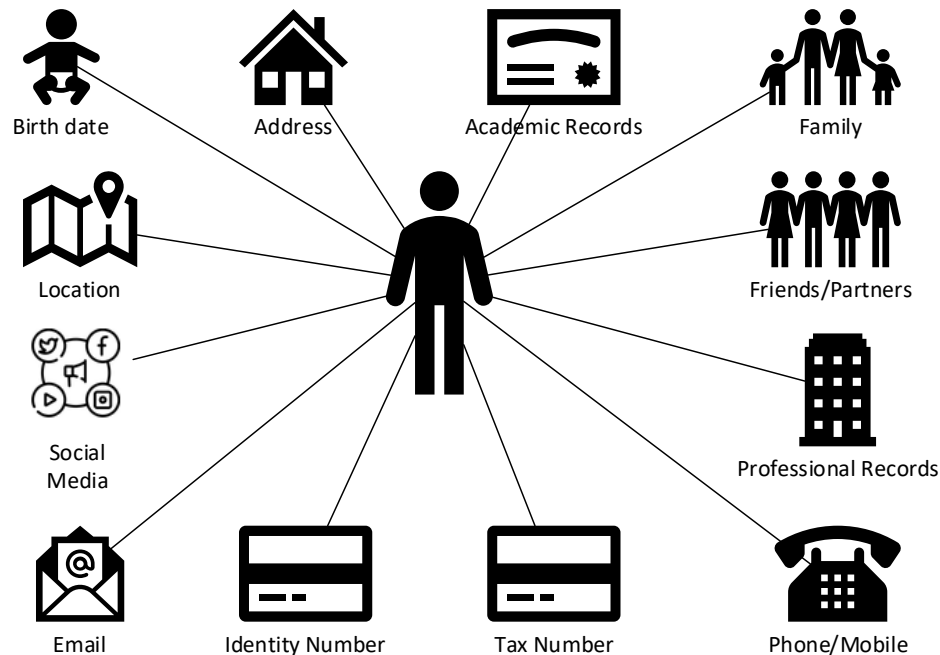 Birth date
Address
Academic Records
Family
Location
Friends/Partners
Social
Media
Professional Records
@
Email
Identity Number
Tax Number
Phone/Mobile